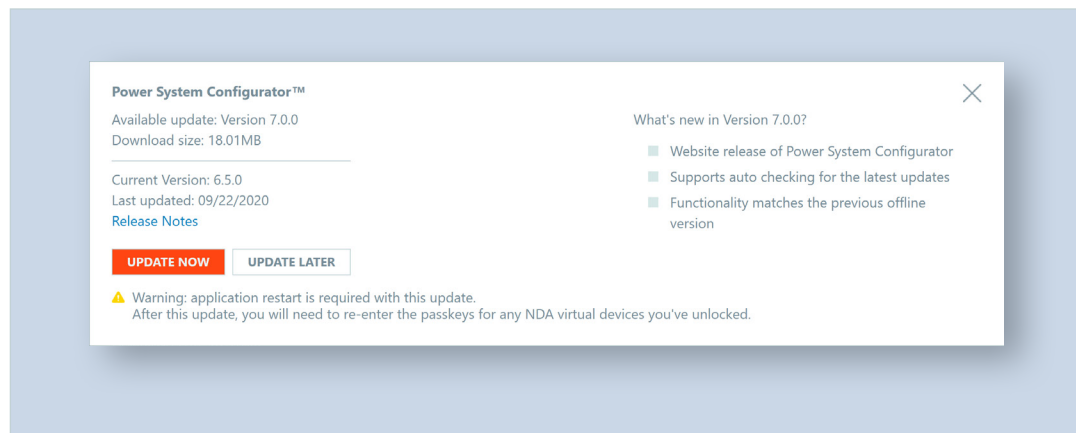 Power System Configurator™
Available update: Version 7.0.0
Download size: 18.01MB
Current Version: 6.5.0
Last updated: 09/22/2020
Release Notes
UPDATE NOW
UPDATE LATER
Warning: application restart is required with this update.
After this update, you will need to re-enter the passkeys for any NDA virtual devices you've unlocked.
What's new in Version 7.0.0?
Website release of Power System Configurator
Supports auto checking for the latest updates
Functionality matches the previous offline
version